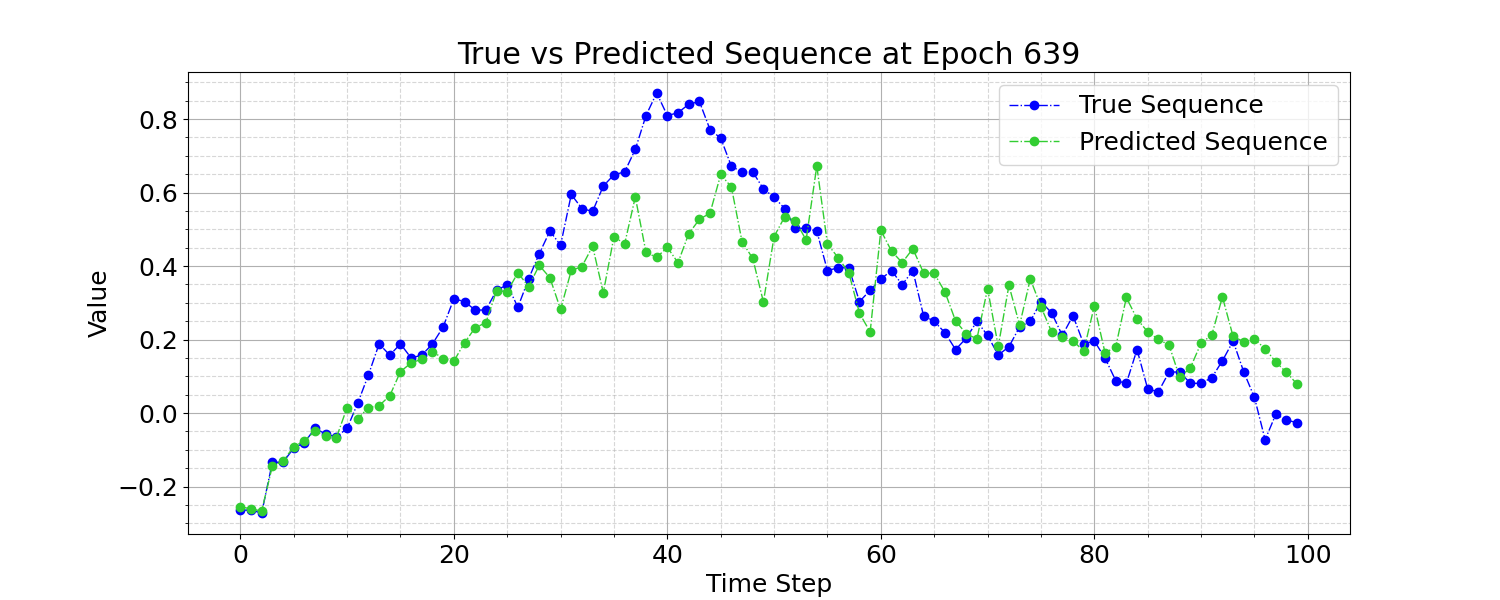 True vs Predicted Sequence at Epoch 639
True Sequence
Predicted Sequence
Value
0.8
0.6
0.4
0.2
0.0
−0.2
0 20 40 60 80 100
Time Step